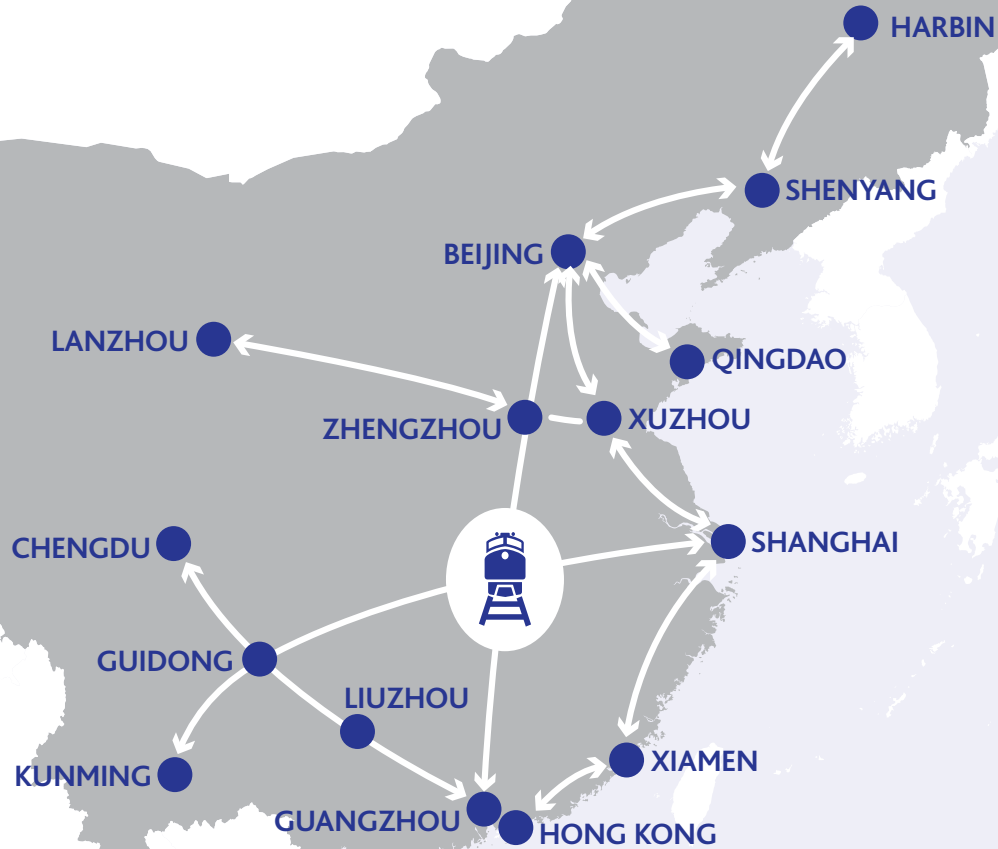 HARBIN
SHENYANG
BEIJING
LANZHOU
QINGDAO
ZHENGZHOU
XUZHOU
CHENGDU
SHANGHAI
GUIDONG
LIUZHOU
XIAMEN
KUNMING
GUANGZHOU
HONG KONG